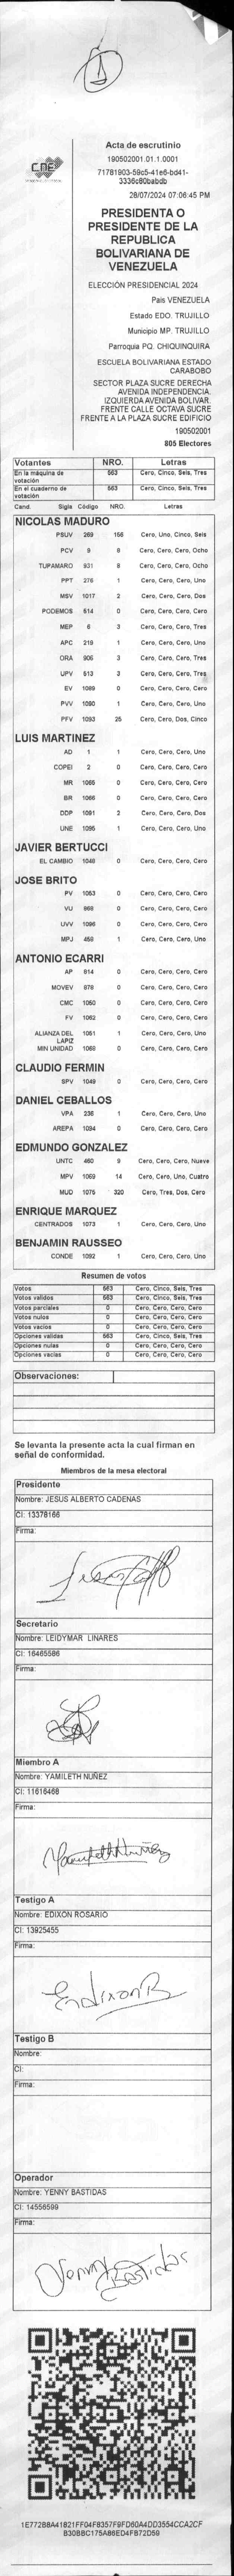 CNE
Acta de escrutinio
190502001.01.1.0001
71781903-59c5-41e6-bd41-
3336c80babdb
28/07/2024 07:06:45 PM
PRESIDENTA O
PRESIDENTE DE LA
REPUBLICA
BOLIVARIANA DE
VENEZUELA
ELECCIÓN PRESIDENCIAL 2024
Pais VENEZUELA
Estado EDO. TRUJILLO
Municipio MP. TRUJILLO
Parroquia PQ. CHIQUINQUIRA
ESCUELA BOLIVARIANA ESTADO
CARABOBO
SECTOR PLAZA SUCRE DERECHA
AVENIDA INDEPENDENCIA.
IZQUIERDA AVENIDA BOLIVAR.
FRENTE CALLE OCTAVA SUCRE
FRENTE A LA PLAZA SUCRE EDIFICIO
190502001
805 Electores
Votantes NRO. Letras
En la máquina de votación 563 Cero, Cinco, Seis, Tres
En el cuaderno de votación 563 Cero, Cinco, Seis, Tres
Cand. Sigla Código NRO. Letras
NICOLAS MADURO
PSUV 269 156 Cero, Uno, Cinco, Seis
PCV 9 8 Cero, Cero, Cero, Ocho
TUPAMARO 931 8 Cero, Cero, Cero, Ocho
PPT 276 1 Cero, Cero, Cero, Uno
MSV 1017 2 Cero, Cero, Cero, Dos
PODEMOS 514 0 Cero, Cero, Cero, Cero
MEP 6 3 Cero, Cero, Cero, Tres
APC 219 1 Cero, Cero, Cero, Uno
ORA 906 3 Cero, Cero, Cero, Tres
UPV 513 3 Cero, Cero, Cero, Tres
EV 1089 0 Cero, Cero, Cero, Cero
PVV 1090 1 Cero, Cero, Cero, Uno
PFV 1093 25 Cero, Cero, Dos, Cinco
LUIS MARTINEZ
AD 1 1 Cero, Cero, Cero, Uno
COPEI 2 0 Cero, Cero, Cero, Cero
MR 1065 0 Cero, Cero, Cero, Cero
BR 1066 0 Cero, Cero, Cero, Cero
DDP 1091 2 Cero, Cero, Cero, Dos
UNE 1095 1 Cero, Cero, Cero, Uno
JAVIER BERTUCCI
EL CAMBIO 1048 0 Cero, Cero, Cero, Cero
JOSE BRITO
PV 1053 0 Cero, Cero, Cero, Cero
VU 868 0 Cero, Cero, Cero, Cero
UVV 1096 0 Cero, Cero, Cero, Cero
MPJ 459 1 Cero, Cero, Cero, Uno
ANTONIO ECARRI
AP 814 0 Cero, Cero, Cero, Cero
MOVEV 878 0 Cero, Cero, Cero, Cero
CMC 1050 0 Cero, Cero, Cero, Cero
FV 1062 0 Cero, Cero, Cero, Cero
ALIANZA DEL LAPIZ 1051 1 Cero, Cero, Cero, Uno
MIN UNIDAD 1068 0 Cero, Cero, Cero, Cero
CLAUDIO FERMIN
SPV 1049 0 Cero, Cero, Cero, Cero
DANIEL CEBALLOS
VPA 236 1 Cero, Cero, Cero, Uno
AREPA 1094 0 Cero, Cero, Cero, Cero
EDMUNDO GONZALEZ
UNTC 460 9 Cero, Cero, Cero, Nueve
MPV 1069 14 Cero, Cero, Uno, Cuatro
MUD 1075 320 Cero, Tres, Dos, Cero
ENRIQUE MARQUEZ
CENTRADOS 1073 1 Cero, Cero, Cero, Uno
BENJAMIN RAUSSEO
CONDE 1092 1 Cero, Cero, Cero, Uno
Resumen de votos
Votos 563 Cero, Cinco, Seis, Tres
Votos validos 563 Cero, Cinco, Seis, Tres
Votos parciales 0 Cero, Cero, Cero, Cero
Votos nulos 0 Cero, Cero, Cero, Cero
Votos vacios 0 Cero, Cero, Cero, Cero
Opciones validas 563 Cero, Cinco, Seis, Tres
Opciones nulas 0 Cero, Cero, Cero, Cero
Opciones vacias 0 Cero, Cero, Cero, Cero
Observaciones:
Se levanta la presente acta la cual firman en
señal de conformidad.
Miembros de la mesa electoral
Presidente
Nombre: JESUS ALBERTO CADENAS
CI: 13378166
Firma:
Secretario
Nombre: LEIDYMAR LINARES
CI: 16465586
Firma:
Miembro A
Nombre: YAMILETH NUÑEZ
CI: 11616468
Firma:
Yamileth Nuñez
Testigo A
Nombre: EDIXON ROSARIO
CI: 13925455
Firma:
Testigo B
Nombre:
CI:
Firma:
Operador
Nombre: YENNY BASTIDAS
CI: 14556599
Firma:
Yenny Bastidas
1E772B8A41821FF04F8357F9FD60A4DD3554CCA2CF
B30BBC175A86ED4FB72D59